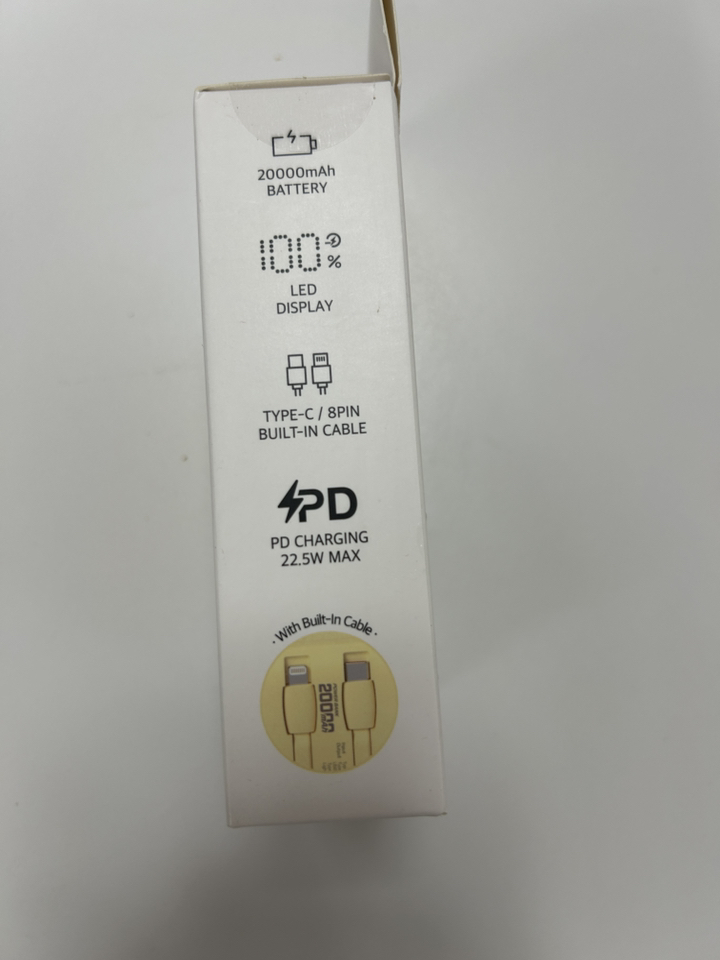 20000mAh
BATTERY
100%
LED
DISPLAY
TYPE-C / 8PIN
BUILT-IN CABLE
PD
PD CHARGING
22.5W MAX
· With Built-In Cable ·
20000